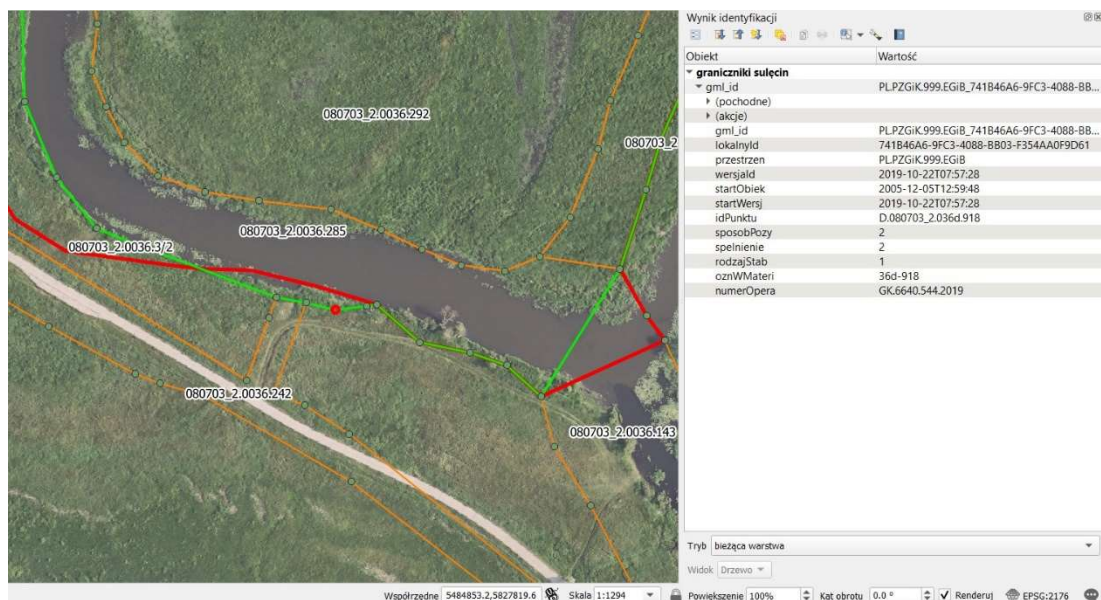 Wynik identyfikacji
Obiekt Wartość
graniczniki sulęcin
gml_id PL.PZGiK.999.EGiB_741B46A6-9FC3-4088-BB...
(pochodne)
(akcje)
gml_id PL.PZGiK.999.EGiB_741B46A6-9FC3-4088-BB...
lokalnyId 741B46A6-9FC3-4088-BB03-F354AA0F9D61
przestrzen PL.PZGiK.999.EGiB
wersjaId 2019-10-22T07:57:28
startObiek 2005-12-05T12:59:48
startWersj 2019-10-22T07:57:28
idPunktu D.080703_2.036d.918
sposobPozy 2
spelnienie 2
rodzajStab 1
oznWMateri 36d-918
numerOpera GK.6640.544.2019
080703_2.0036.292
080703_2
080703_2.0036.285
080703_2.0036.3/2
080703_2.0036.242
080703_2.0036.143
Tryb bieżąca warstwa
Widok Drzewo
Współrzędne 5484853.2,5827819.6 Skala 1:1294 Powiększenie 100% Kąt obrotu 0.0 ° Renderuj EPSG:2176